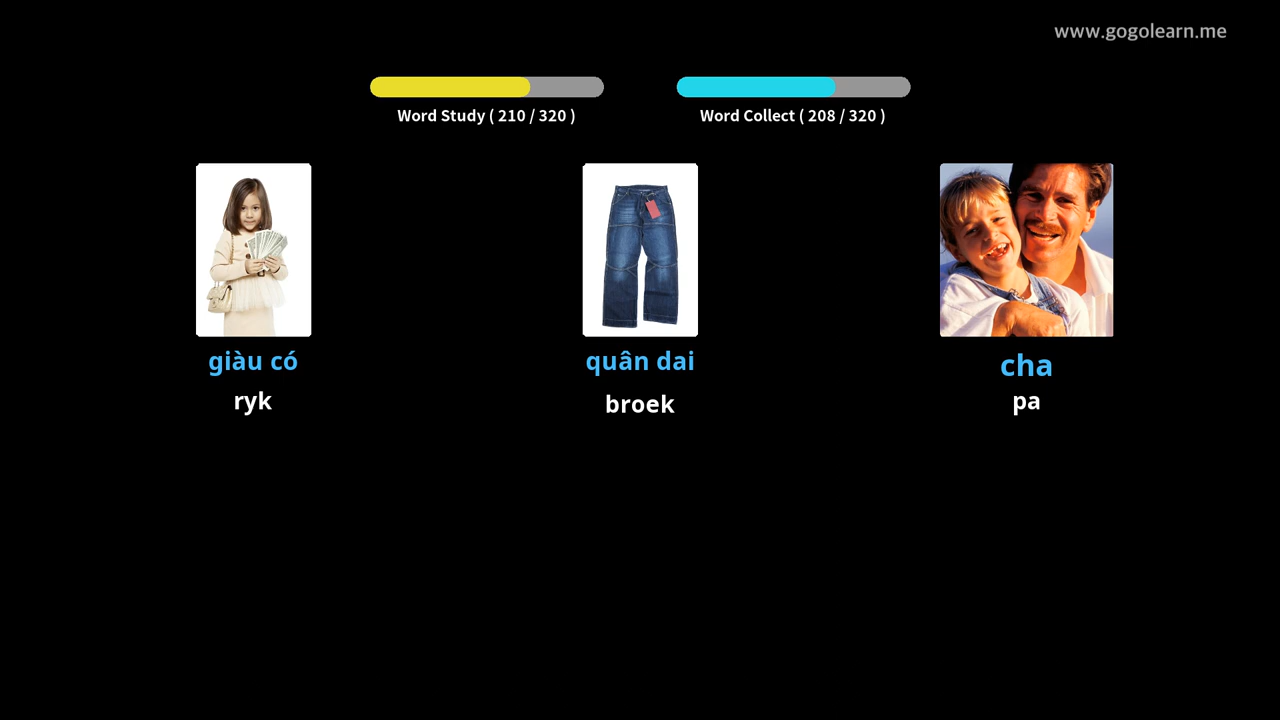 www.gogolearn.me
Word Study ( 210 / 320 )
Word Collect ( 208 / 320 )
giàu có
quân dai
cha
ryk
broek
pa